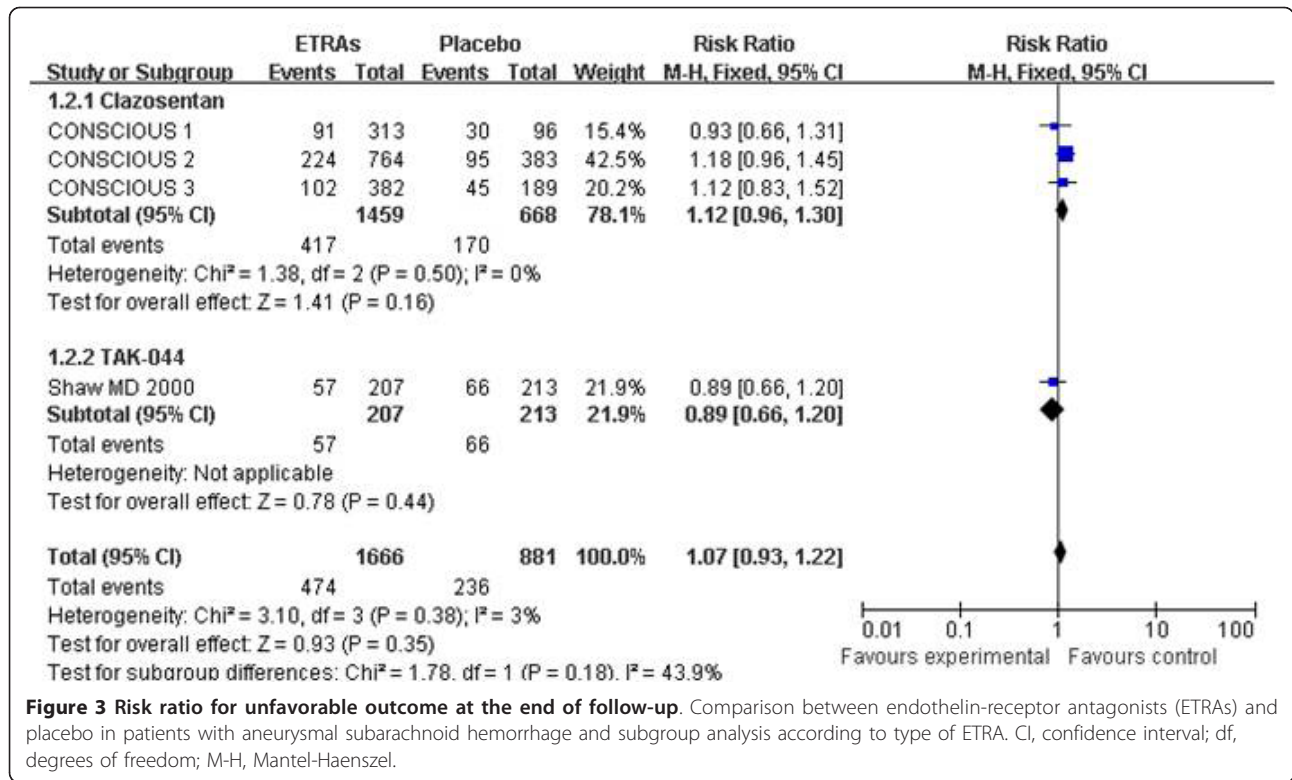 ETRAs Placebo Risk Ratio Risk Ratio
Study or Subgroup Events Total Events Total Weight M-H, Fixed, 95% CI M-H, Fixed, 95% CI
1.2.1 Clazosentan
CONSCIOUS 1 91 313 30 96 15.4% 0.93 [0.66, 1.31]
CONSCIOUS 2 224 764 95 383 42.5% 1.18 [0.96, 1.45]
CONSCIOUS 3 102 382 45 189 20.2% 1.12 [0.83, 1.52]
Subtotal (95% CI) 1459 668 78.1% 1.12 [0.96, 1.30]
Total events 417 170
Heterogeneity: Chi² = 1.38, df = 2 (P = 0.50); I² = 0%
Test for overall effect: Z = 1.41 (P = 0.16)
1.2.2 TAK-044
Shaw MD 2000 57 207 66 213 21.9% 0.89 [0.66, 1.20]
Subtotal (95% CI) 207 213 21.9% 0.89 [0.66, 1.20]
Total events 57 66
Heterogeneity: Not applicable
Test for overall effect: Z = 0.78 (P = 0.44)
Total (95% CI) 1666 881 100.0% 1.07 [0.93, 1.22]
Total events 474 236
Heterogeneity: Chi² = 3.10, df = 3 (P = 0.38); I² = 3%
Test for overall effect: Z = 0.93 (P = 0.35)
Test for subgroup differences: Chi² = 1.78, df = 1 (P = 0.18), I² = 43.9%
0.01 0.1 1 10 100
Favours experimental Favours control
Figure 3 Risk ratio for unfavorable outcome at the end of follow-up. Comparison between endothelin-receptor antagonists (ETRAs) and
placebo in patients with aneurysmal subarachnoid hemorrhage and subgroup analysis according to type of ETRA. CI, confidence interval; df,
degrees of freedom; M-H, Mantel-Haenszel.